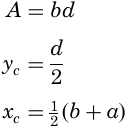 A = bd
y_c = d/2
x_c = ½(b + a)